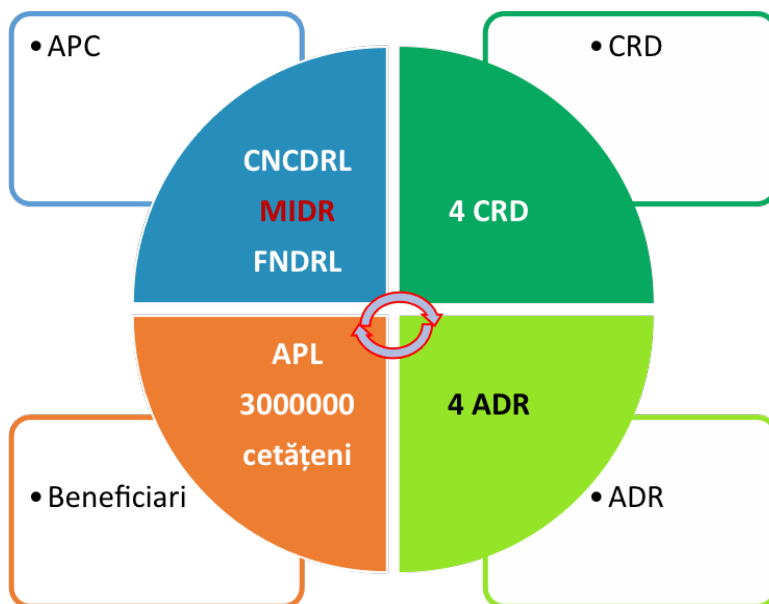 • APC
• CRD
CNCDRL
MIDR
FNDRL
4 CRD
APL
3000000
cetățeni
4 ADR
• Beneficiari
• ADR